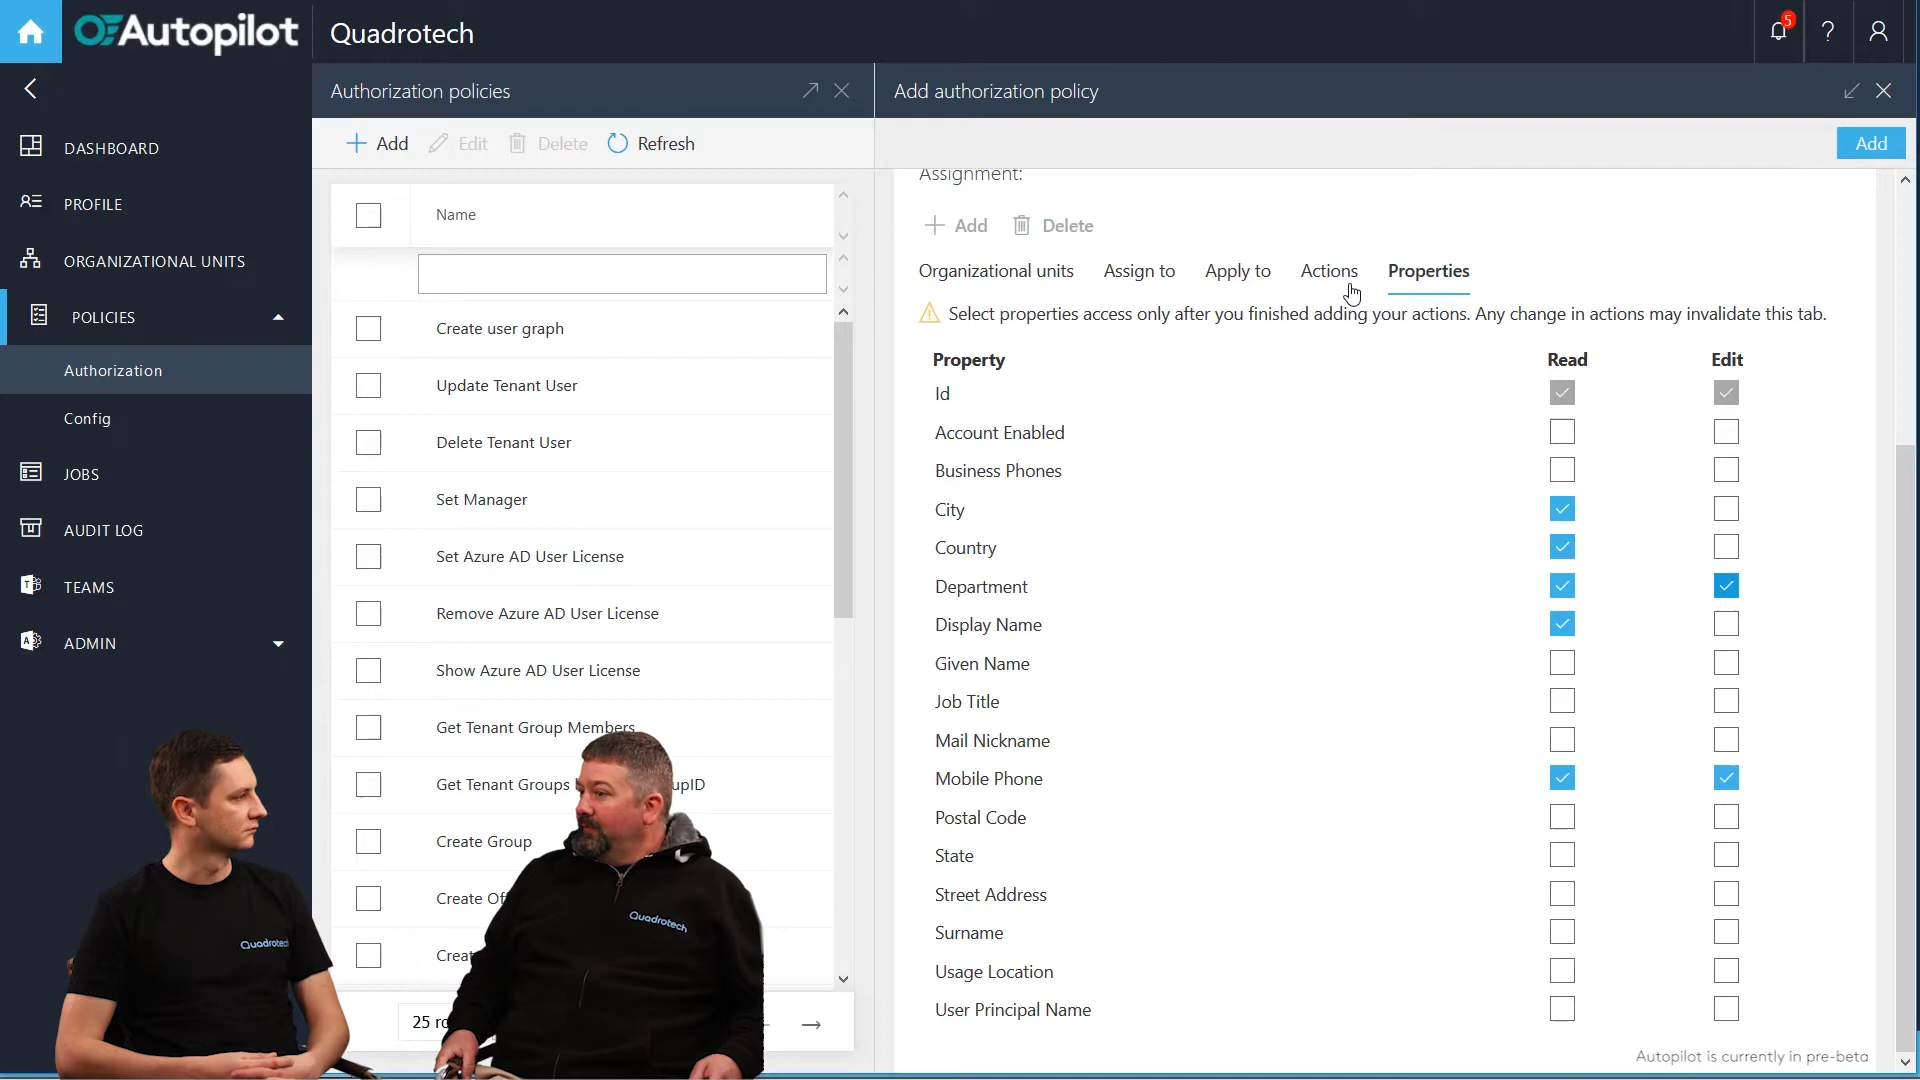 Autopilot
Quadrotech
5
?
DASHBOARD
PROFILE
ORGANIZATIONAL UNITS
POLICIES
Authorization
Config
JOBS
AUDIT LOG
TEAMS
ADMIN
Authorization policies
Add Edit Delete Refresh
Name
Create user graph
Update Tenant User
Delete Tenant User
Set Manager
Set Azure AD User License
Remove Azure AD User License
Show Azure AD User License
Get Tenant Group Members
Get Tenant Groups upID
Create Group
Create Of
Creat
25 ro
Add authorization policy
Add
Assignment:
Add Delete
Organizational units Assign to Apply to Actions Properties
Select properties access only after you finished adding your actions. Any change in actions may invalidate this tab.
Property Read Edit
Id
Account Enabled
Business Phones
City
Country
Department
Display Name
Given Name
Job Title
Mail Nickname
Mobile Phone
Postal Code
State
Street Address
Surname
Usage Location
User Principal Name
Autopilot is currently in pre-beta
Quadrotech
Quadrotech